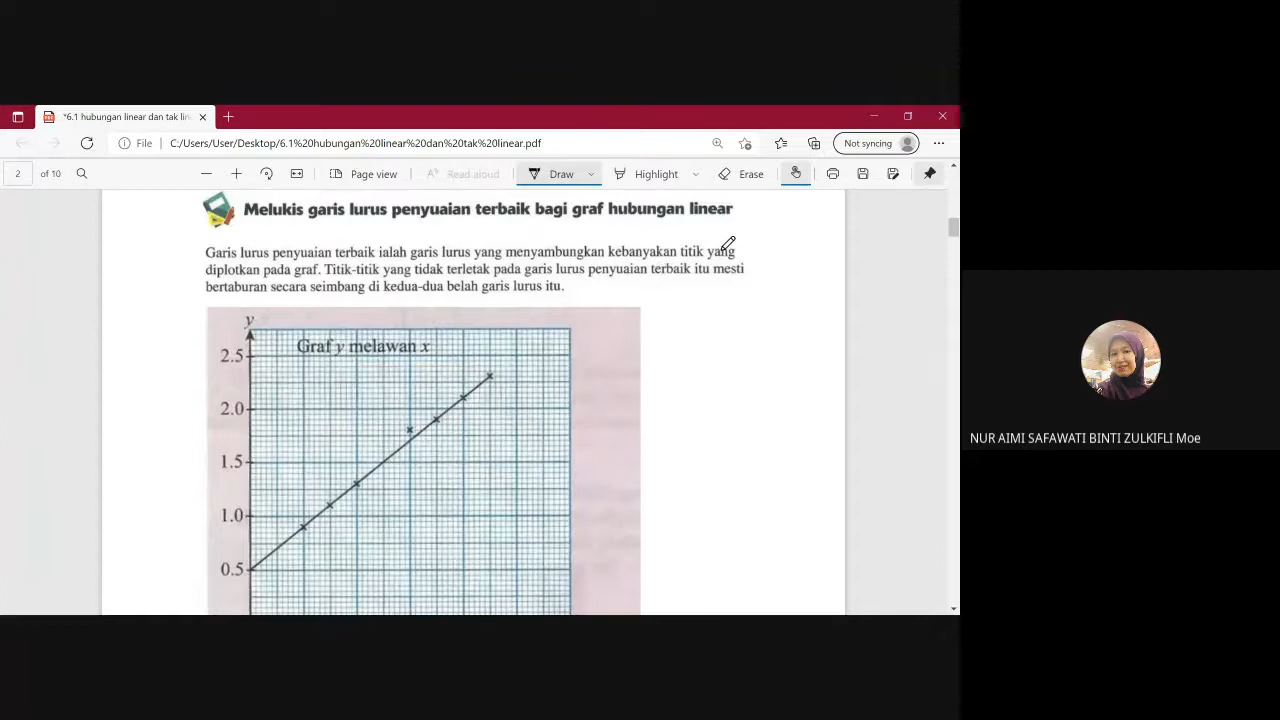 *6.1 hubungan linear dan tak lin
File
C:/Users/User/Desktop/6.1%20hubungan%20linear%20dan%20tak%20linear.pdf
Not syncing
2
of 10
Page view
Read aloud
Draw
Highlight
Erase
Melukis garis lurus penyuaian terbaik bagi graf hubungan linear
Garis lurus penyuaian terbaik ialah garis lurus yang menyambungkan kebanyakan titik yang
diplotkan pada graf. Titik-titik yang tidak terletak pada garis lurus penyuaian terbaik itu mesti
bertaburan secara seimbang di kedua-dua belah garis lurus itu.
y
Graf y melawan x
2.5
2.0
1.5
1.0
0.5
NUR AIMI SAFAWATI BINTI ZULKIFLI Moe